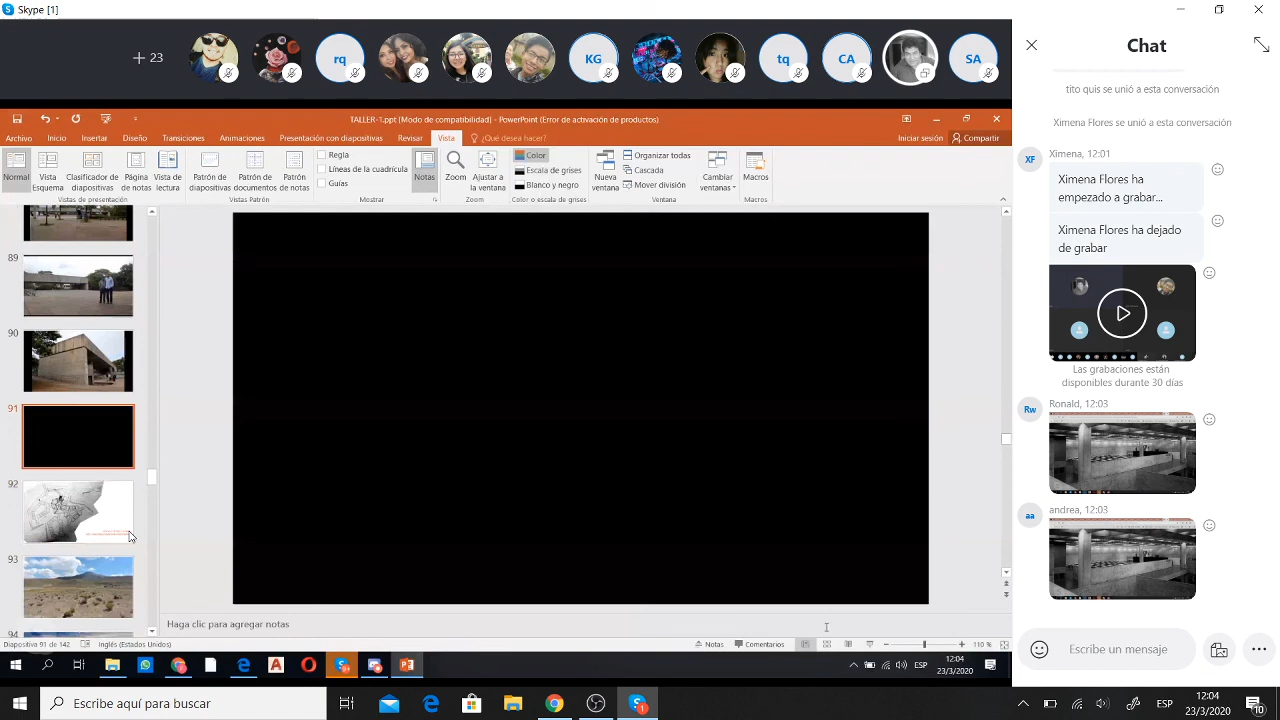 Skype [1]
23
rq
KG
tq
CA
SA
TALLER-1.ppt [Modo de compatibilidad] - PowerPoint (Error de activación de productos)
Archivo
Inicio
Insertar
Diseño
Transiciones
Animaciones
Presentación con diapositivas
Revisar
Vista
¿Qué desea hacer?
Iniciar sesión
Compartir
Normal
Vista Esquema
Clasificador de diapositivas
Página de notas
Vista de lectura
Vistas de presentación
Patrón de diapositivas
Patrón de documentos
Patrón de notas
Vistas Patrón
Regla
Líneas de la cuadrícula
Guías
Mostrar
Notas
Zoom
Ajustar a la ventana
Zoom
Color
Escala de grises
Blanco y negro
Color o escala de grises
Nueva ventana
Organizar todas
Cascada
Mover división
Cambiar ventanas
Ventana
Macros
Macros
89
90
91
92
93
94
Haga clic para agregar notas
Diapositiva 91 de 142
Inglés (Estados Unidos)
Notas
Comentarios
110 %
ESP
12:04
23/3/2020
Chat
tito quis se unió a esta conversación
Ximena Flores se unió a esta conversación
XF
Ximena, 12:01
Ximena Flores ha
empezado a grabar...
Ximena Flores ha dejado
de grabar
Las grabaciones están
disponibles durante 30 días
Rw
Ronald, 12:03
aa
andrea, 12:03
Escribe un mensaje
Escribe aquí para buscar
1
ESP
12:04
23/3/2020
10